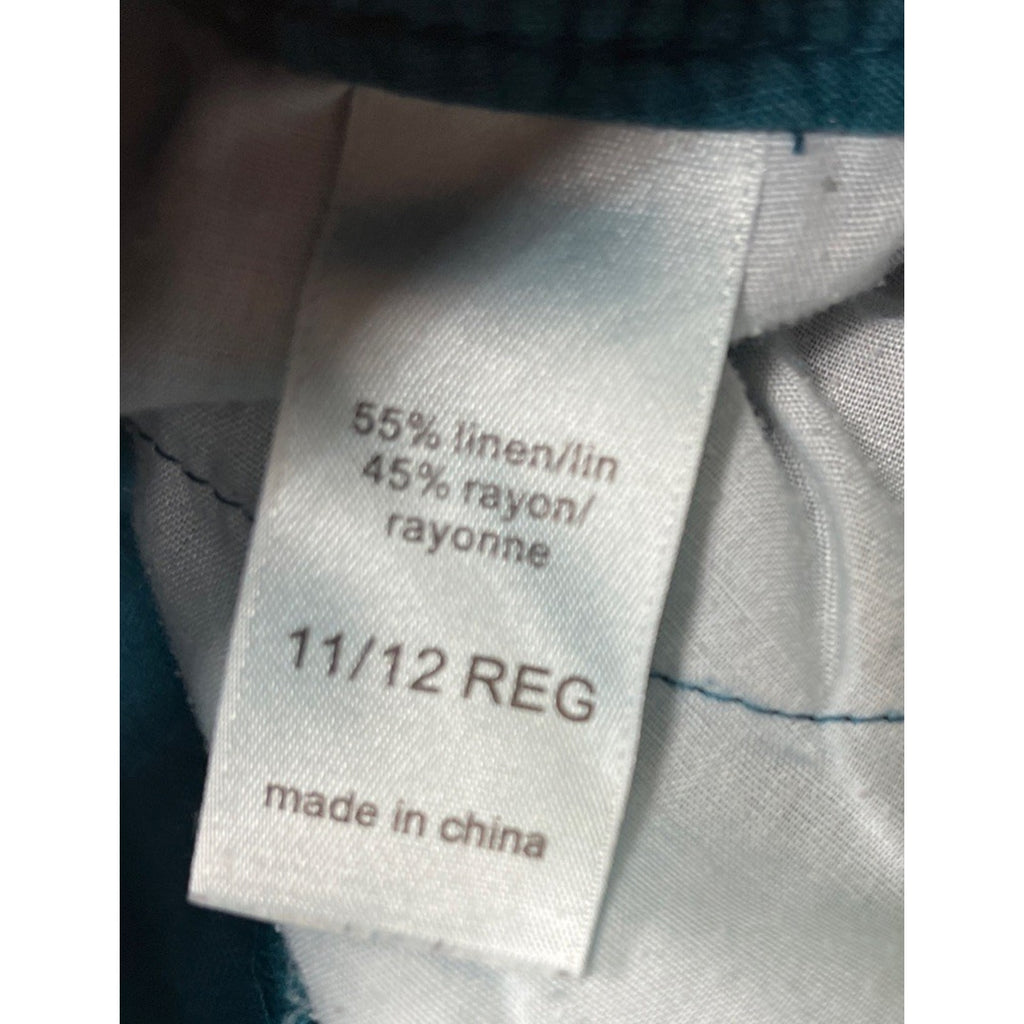 55% linen/lin
45% rayon/
rayonne
11/12 REG
made in china